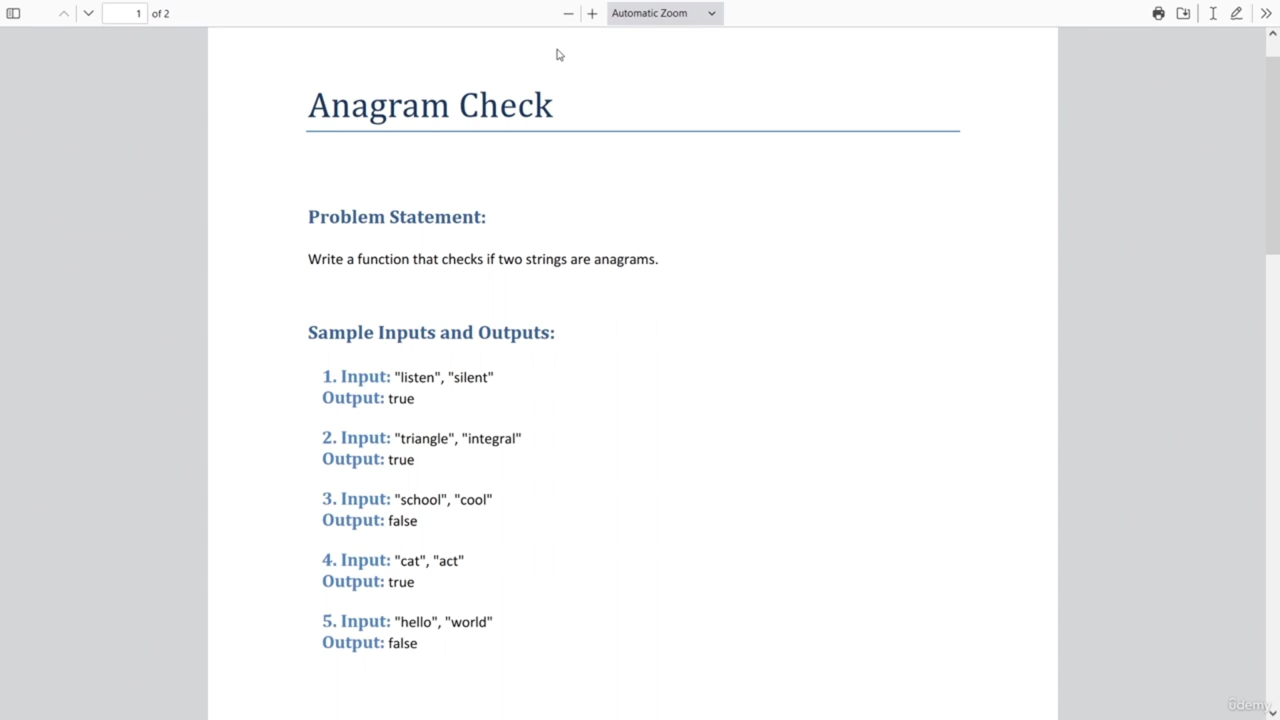 1 of 2 Automatic Zoom
Anagram Check
Problem Statement:
Write a function that checks if two strings are anagrams.
Sample Inputs and Outputs:
1. Input: "listen", "silent"
Output: true
2. Input: "triangle", "integral"
Output: true
3. Input: "school", "cool"
Output: false
4. Input: "cat", "act"
Output: true
5. Input: "hello", "world"
Output: false
ûdemy